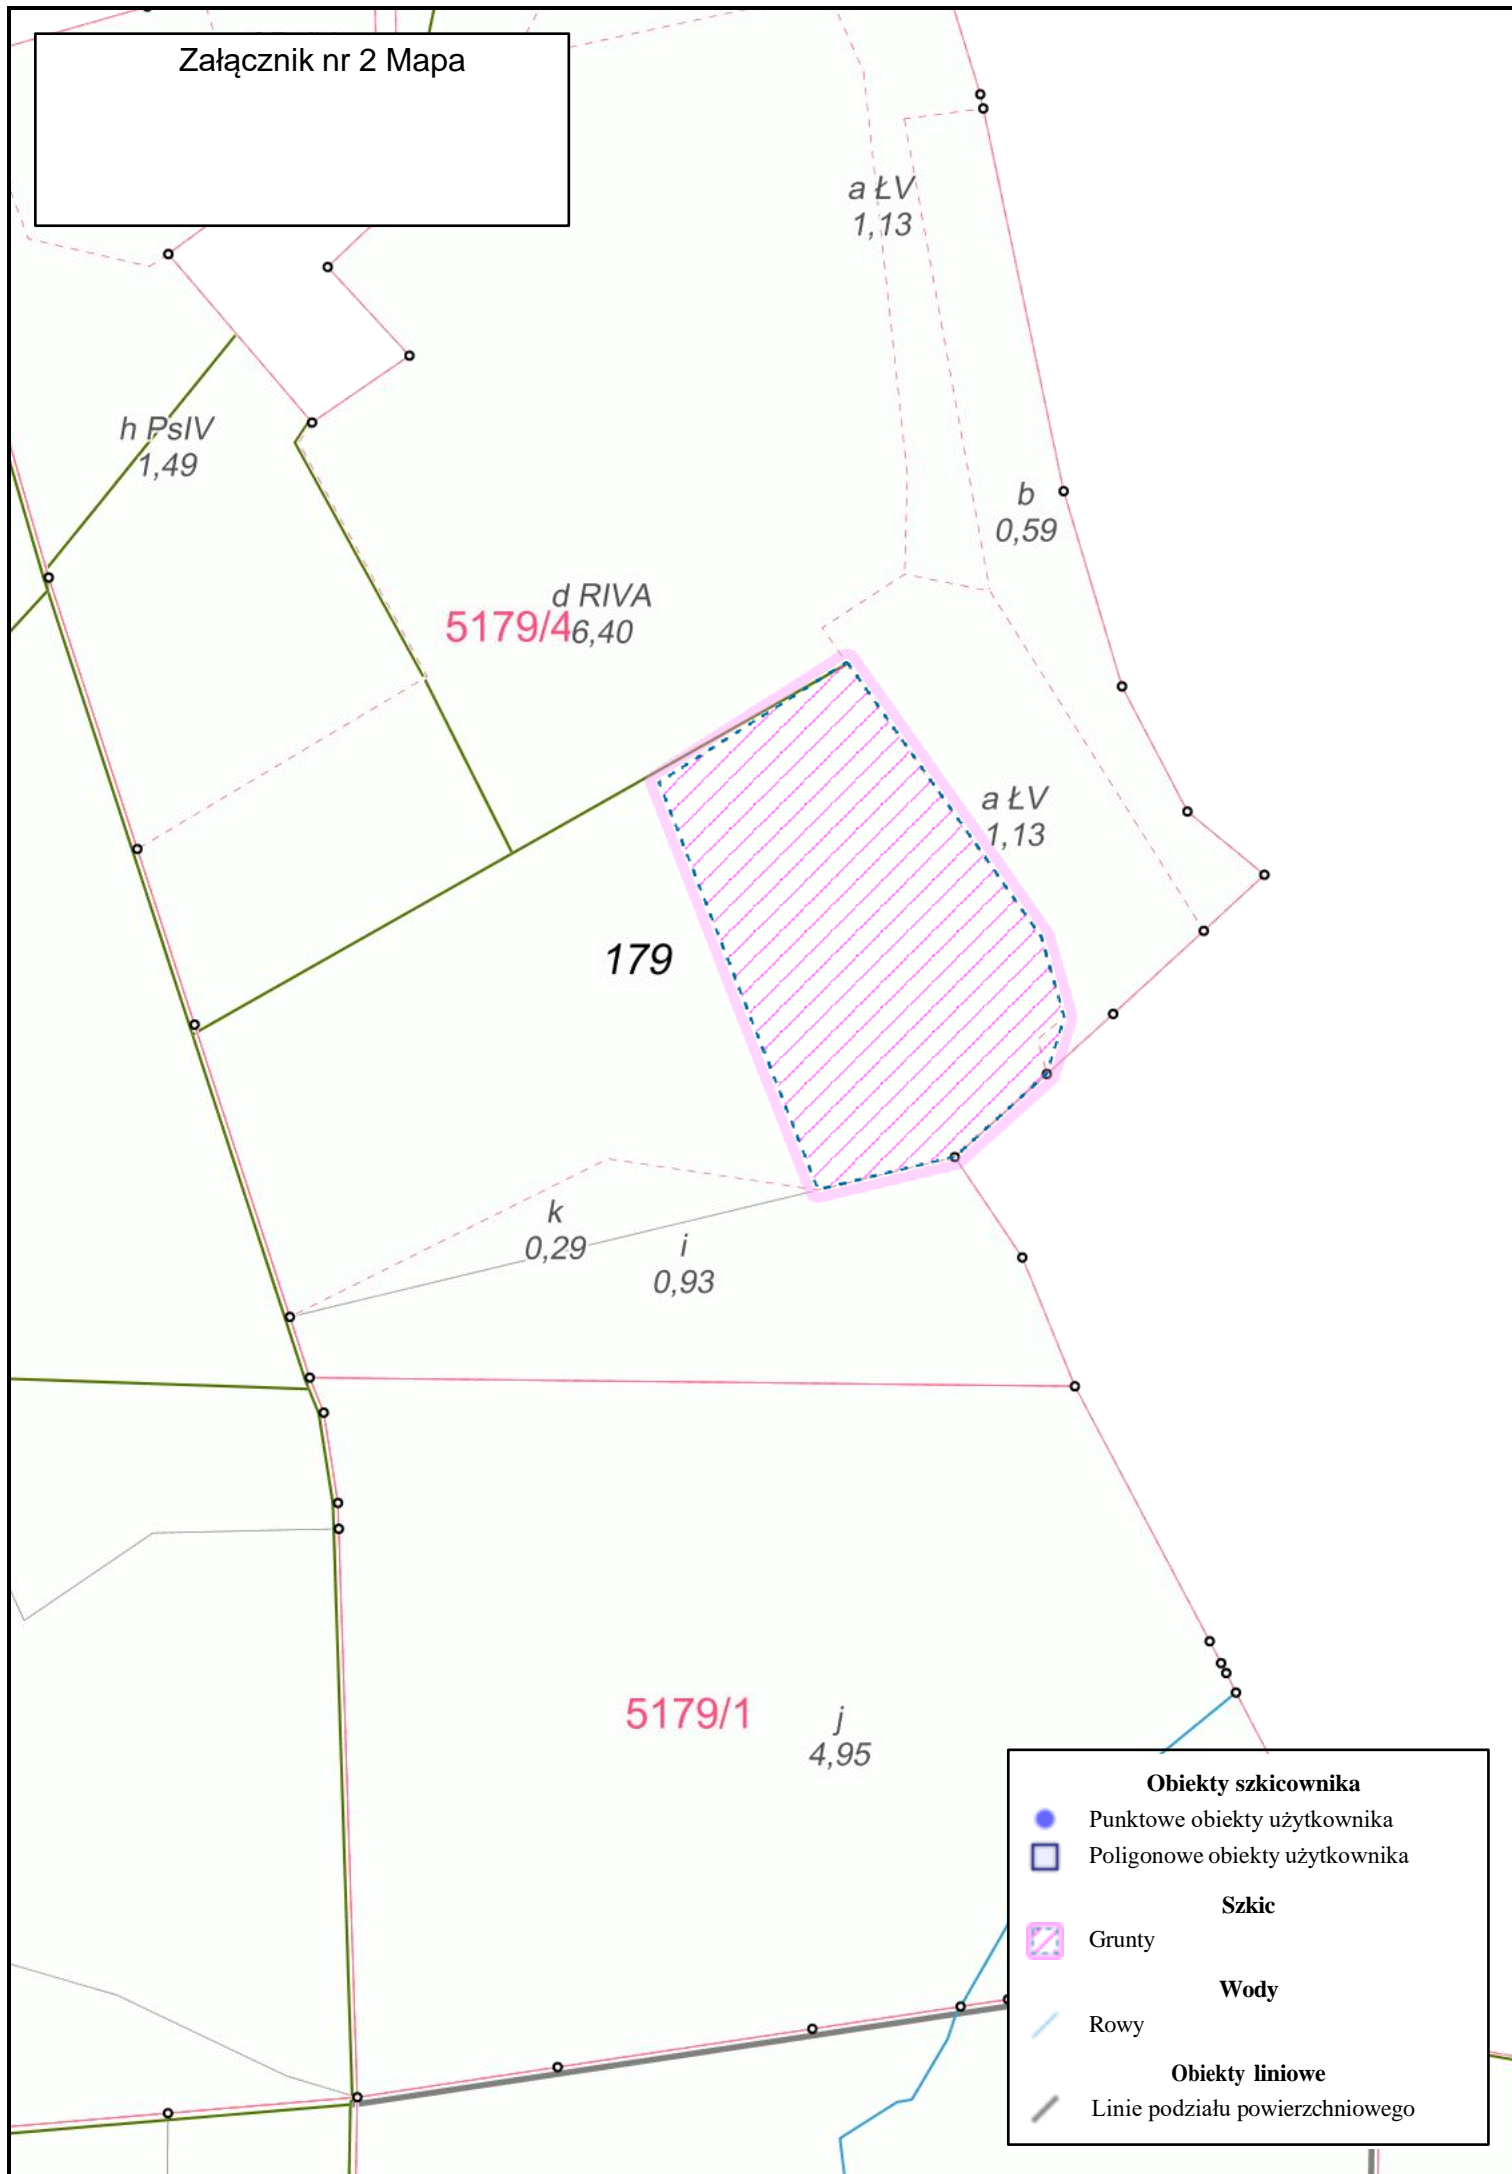 Załącznik nr 2 Mapa
a ŁV
1,13
h PsIV
1,49
b
0,59
d RIVA
5179/4 6,40
a ŁV
1,13
179
k
0,29
i
0,93
5179/1
j
4,95
Obiekty szkicownika
Punktowe obiekty użytkownika
Poligonowe obiekty użytkownika
Szkic
Grunty
Wody
Rowy
Obiekty liniowe
Linie podziału powierzchniowego